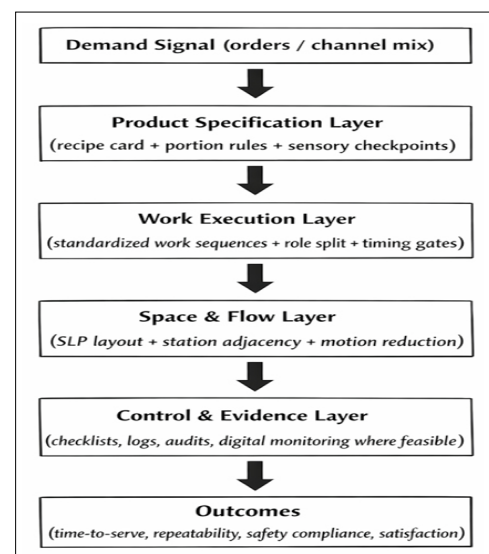 Demand Signal (orders / channel mix)
Product Specification Layer
(recipe card + portion rules + sensory checkpoints)
Work Execution Layer
(standardized work sequences + role split + timing gates)
Space & Flow Layer
(SLP layout + station adjacency + motion reduction)
Control & Evidence Layer
(checklists, logs, audits, digital monitoring where feasible)
Outcomes
(time-to-serve, repeatability, safety compliance, satisfaction)